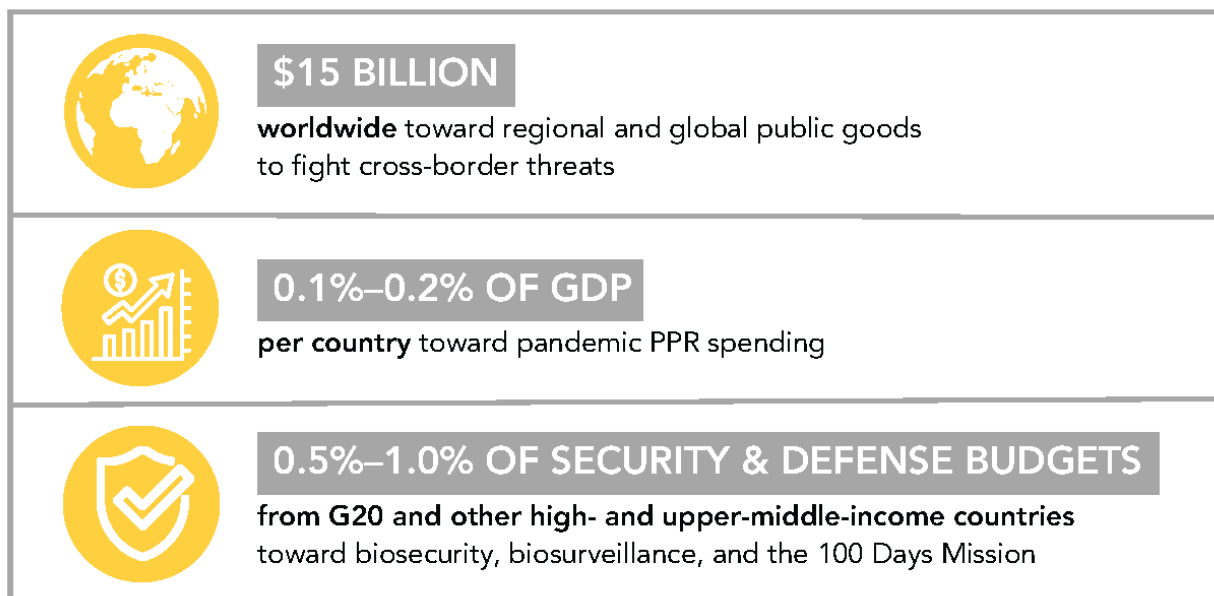 $15 BILLION
worldwide toward regional and global public goods
to fight cross-border threats
$
0.1%–0.2% OF GDP
per country toward pandemic PPR spending
0.5%–1.0% OF SECURITY & DEFENSE BUDGETS
from G20 and other high- and upper-middle-income countries
toward biosecurity, biosurveillance, and the 100 Days Mission